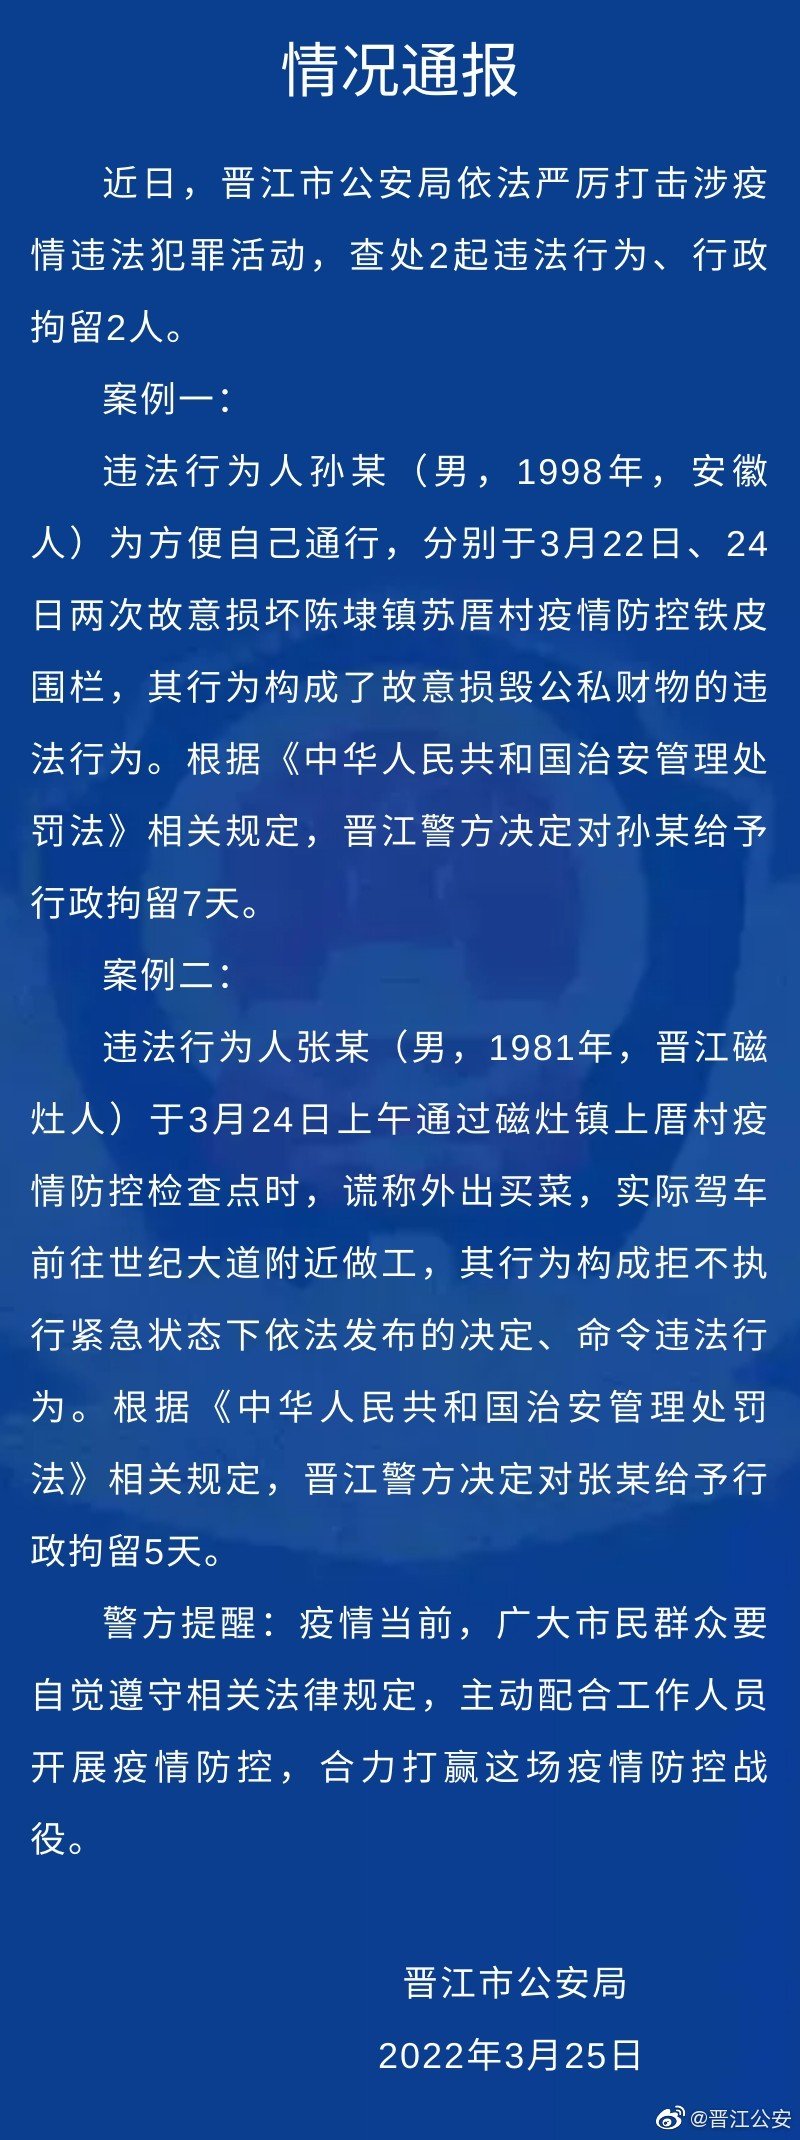 情况通报
近日，晋江市公安局依法严厉打击涉疫
情违法犯罪活动，查处2起违法行为、行政
拘留2人。
案例一：
违法行为人孙某（男，1998年，安徽
人）为方便自己通行，分别于3月22日、24
日两次故意损坏陈埭镇苏厝村疫情防控铁皮
围栏，其行为构成了故意损毁公私财物的违
法行为。根据《中华人民共和国治安管理处
罚法》相关规定，晋江警方决定对孙某给予
行政拘留7天。
案例二：
违法行为人张某（男，1981年，晋江磁
灶人）于3月24日上午通过磁灶镇上厝村疫
情防控检查点时，谎称外出买菜，实际驾车
前往世纪大道附近做工，其行为构成拒不执
行紧急状态下依法发布的决定、命令违法行
为。根据《中华人民共和国治安管理处罚
法》相关规定，晋江警方决定对张某给予行
政拘留5天。
警方提醒：疫情当前，广大市民群众要
自觉遵守相关法律规定，主动配合工作人员
开展疫情防控，合力打赢这场疫情防控战
役。
晋江市公安局
2022年3月25日
@晋江公安